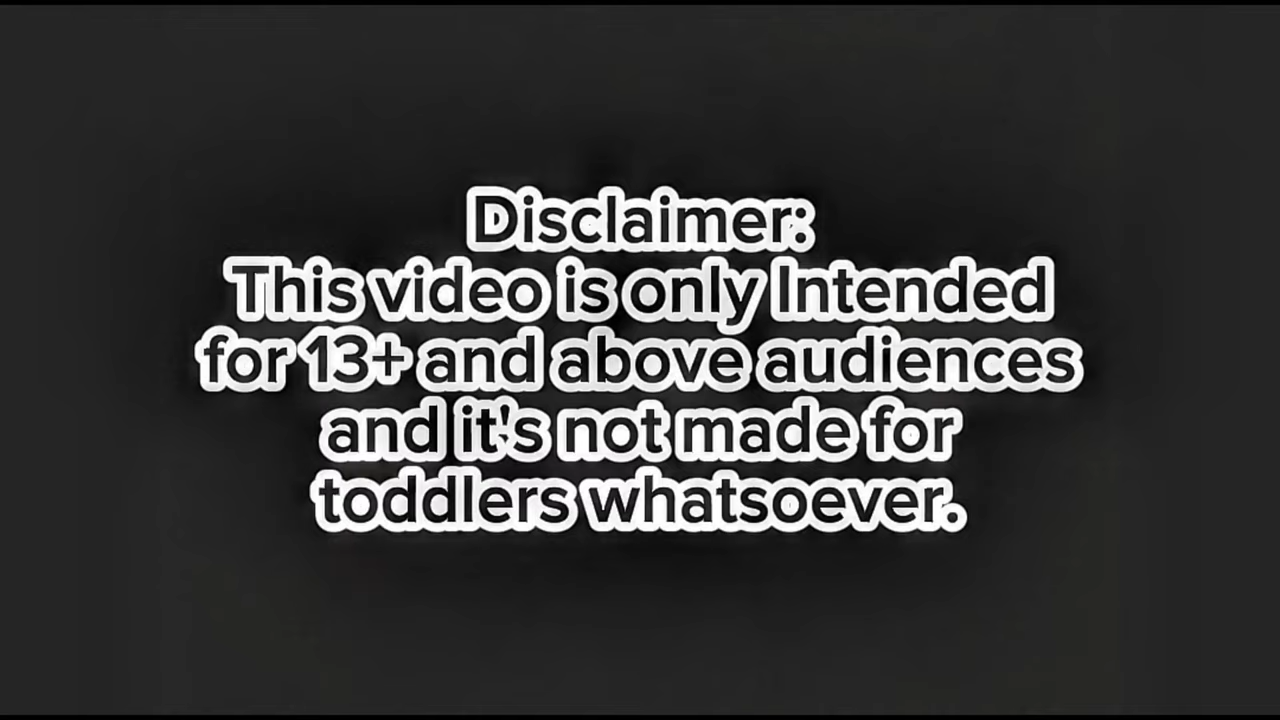 Disclaimer:
This video is only Intended
for 13+ and above audiences
and it's not made for
toddlers whatsoever.